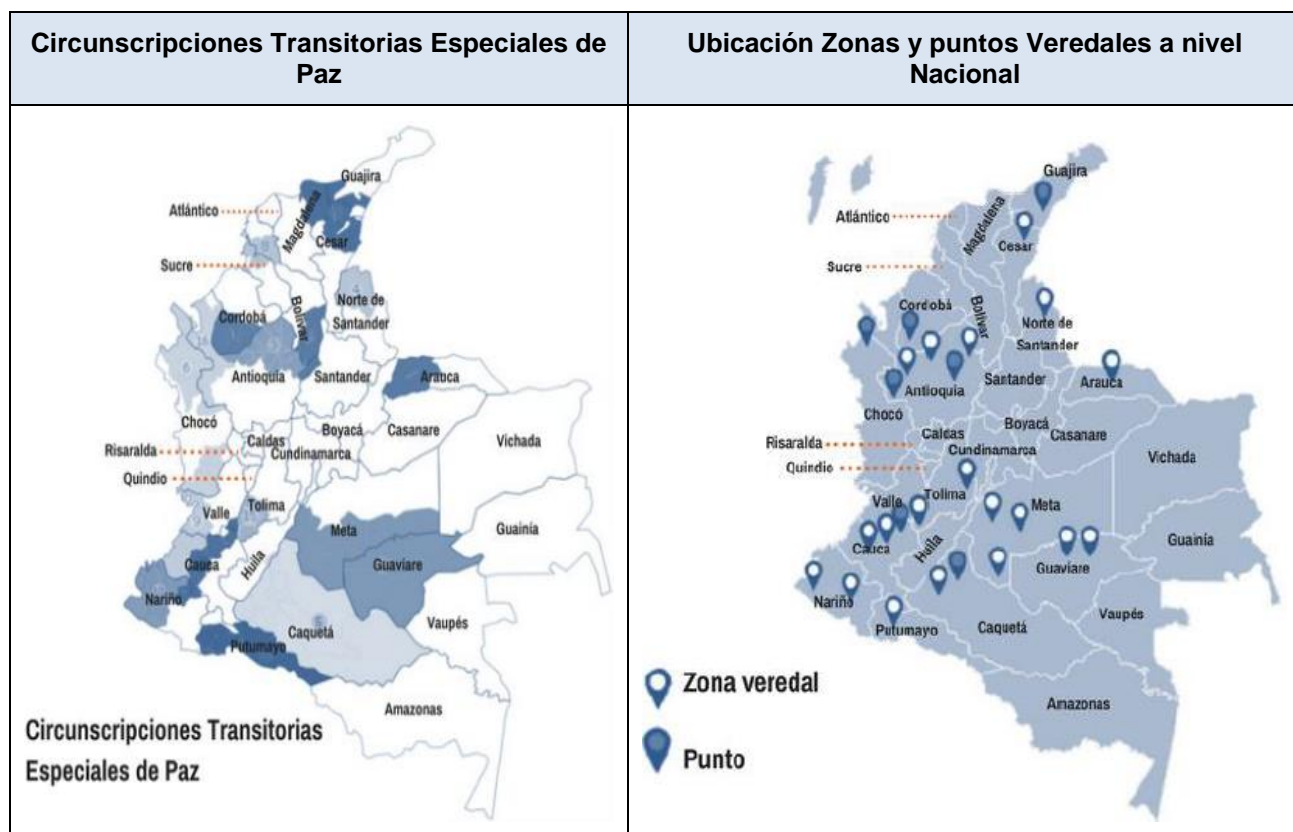 Circunscripciones Transitorias Especiales de
Paz
Ubicación Zonas y puntos Veredales a nivel
Nacional
Guajira
Atlántico
Magdalena
Cesar
Sucre
Norte de
Santander
Cordobá
Bolívar
Antioquia
Santander
Arauca
Chocó
Boyacá
Casanare
Vichada
Caldas
Risaralda
Cundinamarca
Quindio
Tolima
Valle
Meta
Guainía
Cauca
Huila
Guaviare
Nariño
Vaupés
Caquetá
Putumayo
Amazonas
Circunscripciones Transitorias
Especiales de Paz
Guajira
Atlántico
Magdalena
Cesar
Sucre
Cordobá
Bolívar
Norte de
Santander
Antioquia
Santander
Arauca
Chocó
Boyacá
Caldas
Casanare
Risaralda
Cundinamarca
Vichada
Quindio
Tolima
Valle
Meta
Guainía
Cauca
Huila
Guaviare
Nariño
Vaupés
Putumayo
Caquetá
Amazonas
Zona veredal
Punto